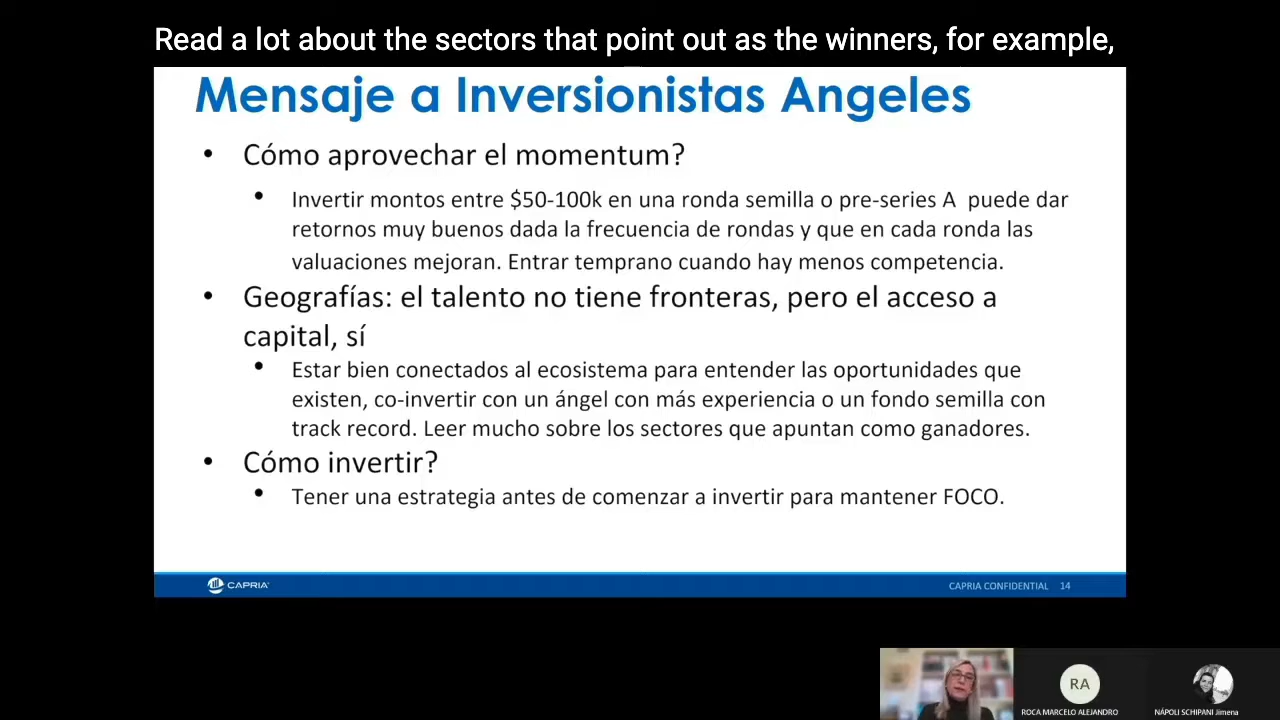 Read a lot about the sectors that point out as the winners, for example,
Mensaje a Inversionistas Angeles
• Cómo aprovechar el momentum?
• Invertir montos entre $50-100k en una ronda semilla o pre-series A puede dar
retornos muy buenos dada la frecuencia de rondas y que en cada ronda las
valuaciones mejoran. Entrar temprano cuando hay menos competencia.
• Geografías: el talento no tiene fronteras, pero el acceso a
capital, sí
• Estar bien conectados al ecosistema para entender las oportunidades que
existen, co-invertir con un ángel con más experiencia o un fondo semilla con
track record. Leer mucho sobre los sectores que apuntan como ganadores.
• Cómo invertir?
• Tener una estrategia antes de comenzar a invertir para mantener FOCO.
CAPRIA
CAPRIA CONFIDENTIAL 14
RA
ROCA MARCELO ALEJANDRO
NÁPOLI SCHIPANI Jimena